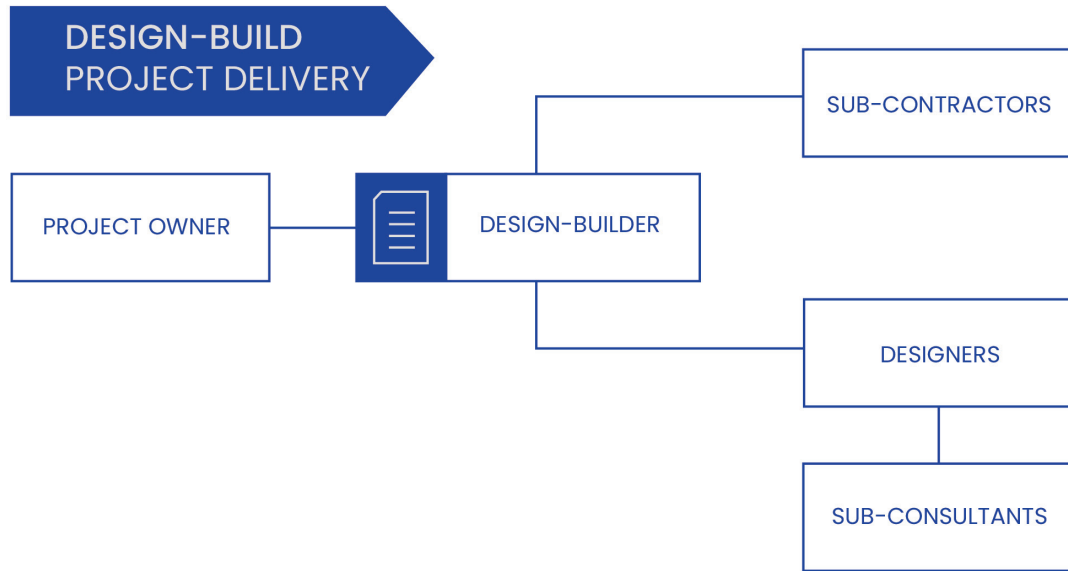 DESIGN-BUILD
PROJECT DELIVERY
SUB-CONTRACTORS
PROJECT OWNER
DESIGN-BUILDER
DESIGNERS
SUB-CONSULTANTS